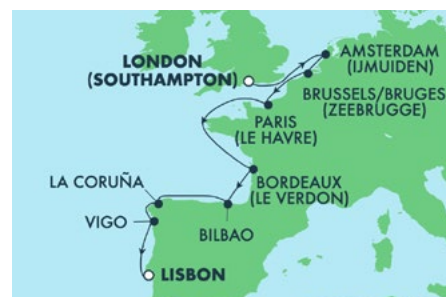 LONDON
(SOUTHAMPTON)
AMSTERDAM
(IJMUIDEN)
BRUSSELS/BRUGES
(ZEEBRUGGE)
PARIS
(LE HAVRE)
BORDEAUX
(LE VERDON)
LA CORUÑA
VIGO
BILBAO
LISBON